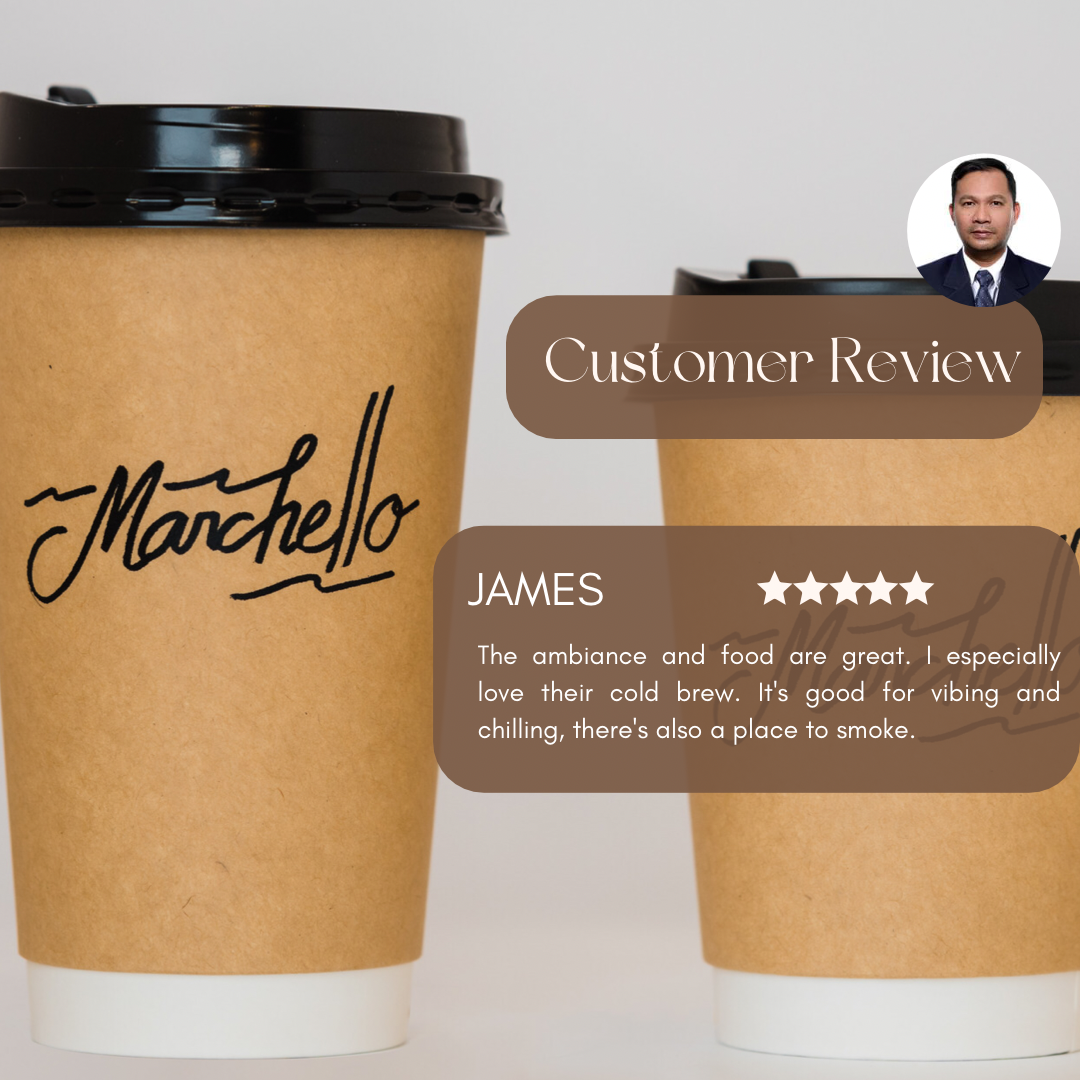 Marchello
Customer Review
JAMES
The ambiance and food are great. I especially
love their cold brew. It's good for vibing and
chilling, there's also a place to smoke.
Marchello